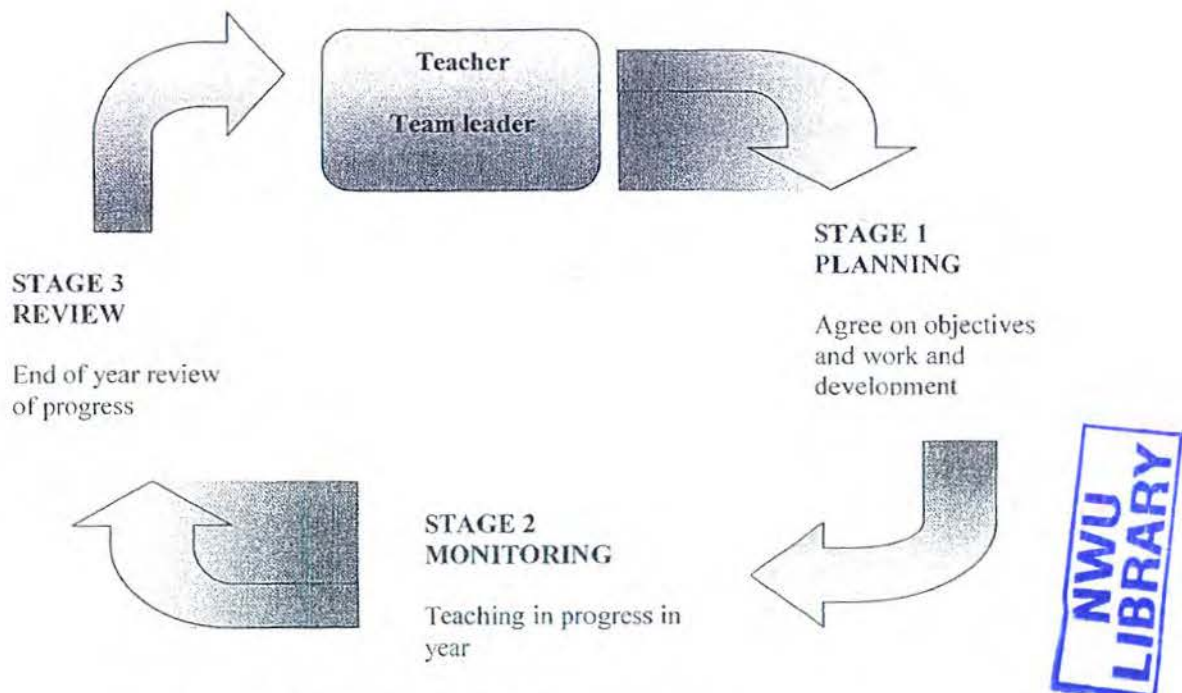 Teacher
Team leader
STAGE 1
PLANNING
Agree on objectives
and work and
development
STAGE 2
MONITORING
Teaching in progress in
year
STAGE 3
REVIEW
End of year review
of progress
NWU
LIBRARY